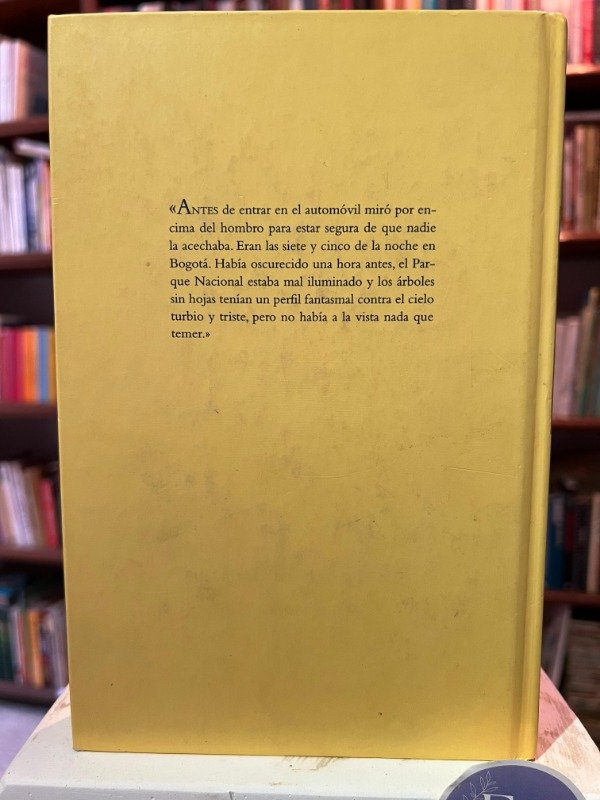 «ANTES de entrar en el automóvil miró por en-
cima del hombro para estar segura de que nadie
la acechaba. Eran las siete y cinco de la noche en
Bogotá. Había oscurecido una hora antes, el Par-
que Nacional estaba mal iluminado y los árboles
sin hojas tenían un perfil fantasmal contra el cielo
turbio y triste, pero no había a la vista nada que
temer.»